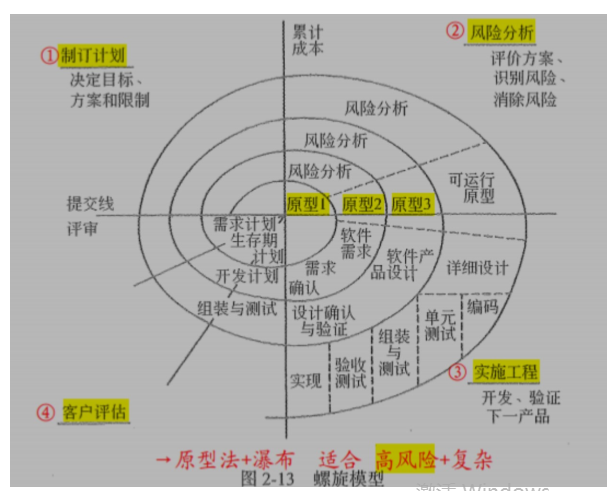 ①制订计划
决定目标、
方案和限制
累计
成本
②风险分析
评价方案、
识别风险、
消除风险
风险分析
风险分析
风险分析
可运行
原型
原型1
原型2
原型3
提交线
评审
需求计划
生存期
计划
开发计划
组装与测试
需求
确认
软件
需求
软件产
品设计
详细设计
设计确认
与验证
实现
验收
测试
组装
与
测试
单元
测试
编码
③实施工程
开发、验证
下一产品
④客户评估
→原型法+瀑布 适合 高风险+复杂
图 2-13 螺旋模型
激活 Windows